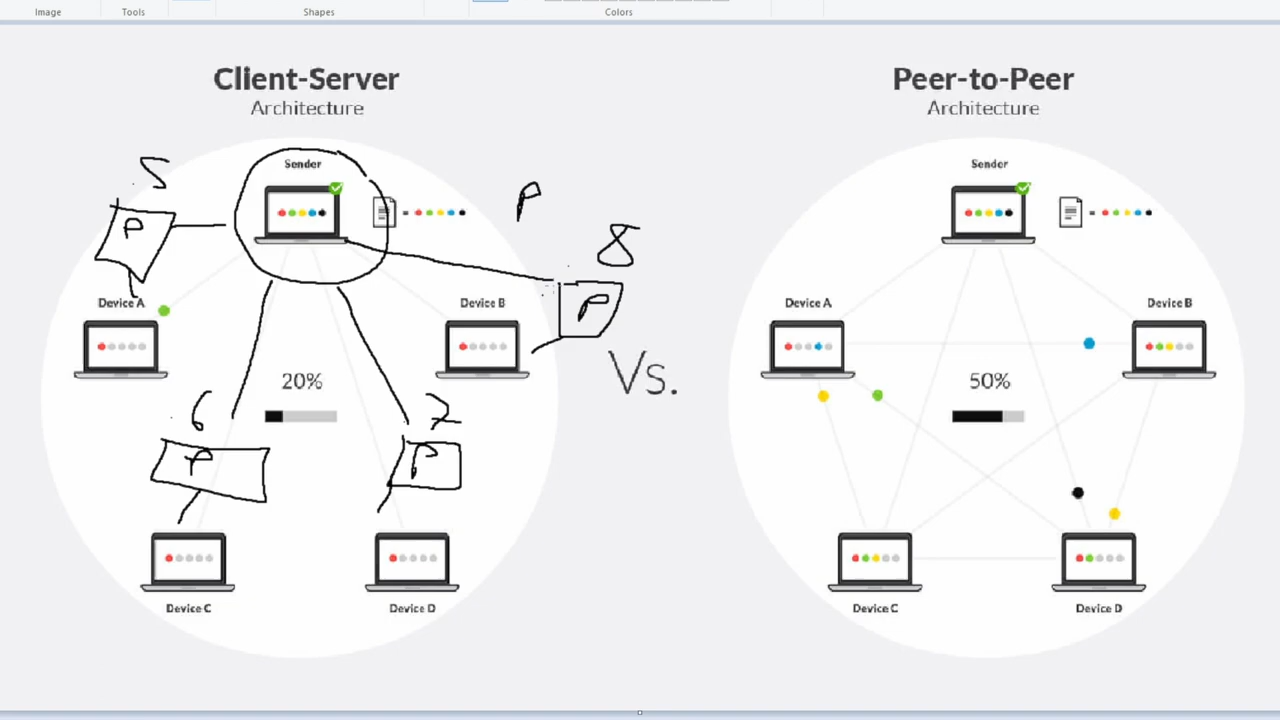 Image
Tools
Shapes
Colors
Client-Server
Architecture
Sender
5
P
P
8
P
Device A
Device B
20%
6
P
7
P
Device C
Device D
Vs.
Peer-to-Peer
Architecture
Sender
Device A
Device B
50%
Device C
Device D